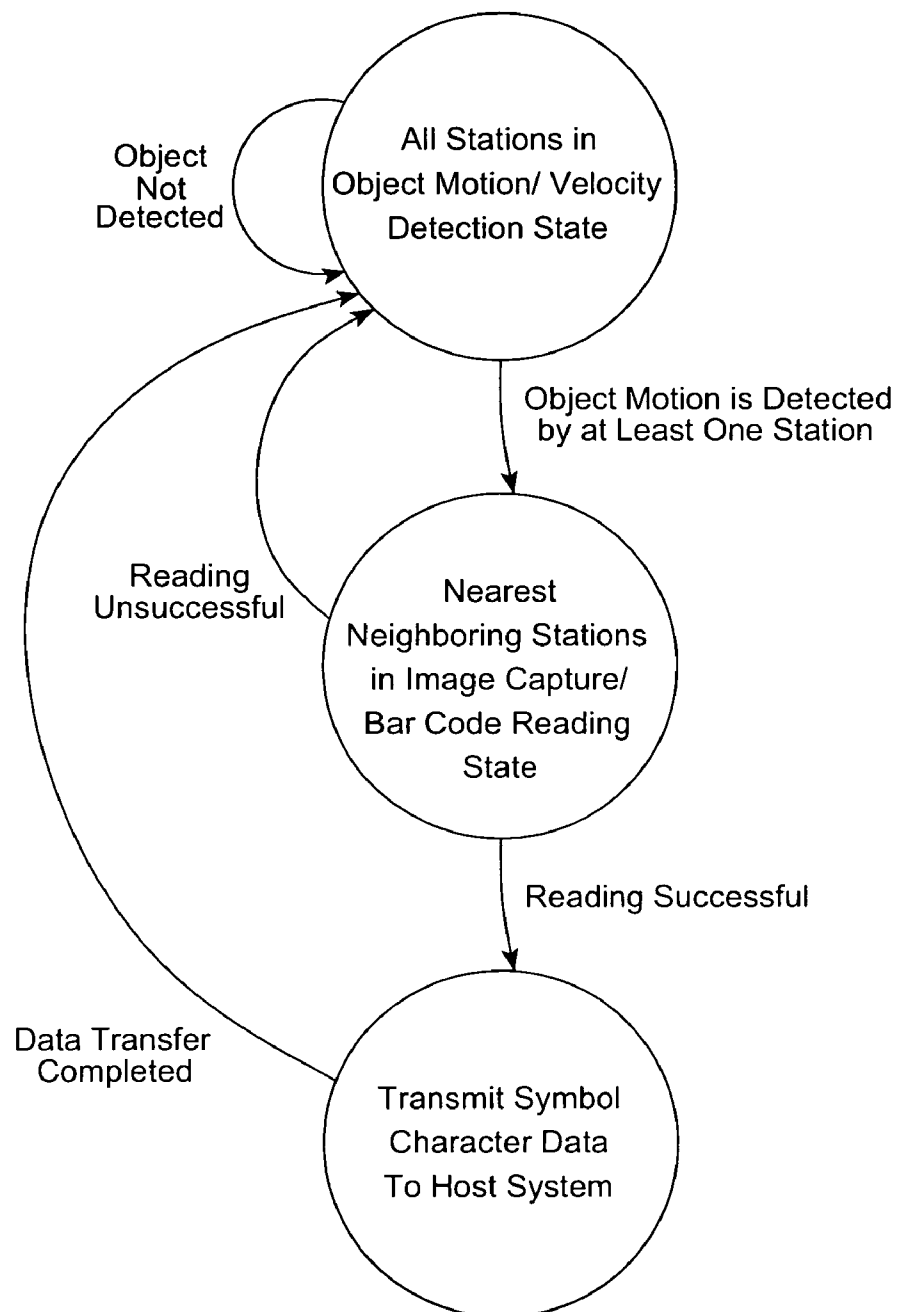 All Stations in
Object Motion/ Velocity
Detection State
Object
Not
Detected
Object Motion is Detected
by at Least One Station
Reading
Unsuccessful
Nearest
Neighboring Stations
in Image Capture/
Bar Code Reading
State
Reading Successful
Data Transfer
Completed
Transmit Symbol
Character Data
To Host System